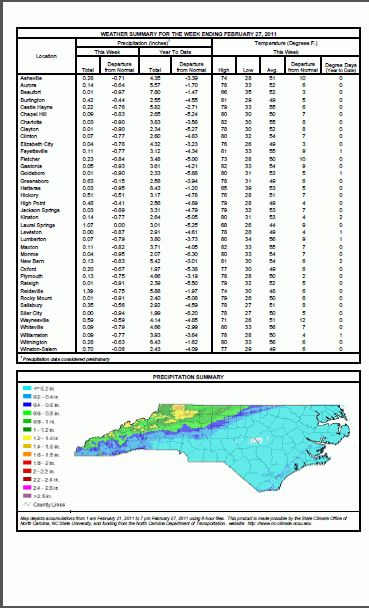 WEATHER SUMMARY FOR THE WEEK ENDING FEBRUARY 27, 2011
Location Precipitation (Inches)¹ Temperature (Degrees F.)
This Week Year To Date This Week
Total Departure from Normal Total Departure from Normal High Low Avg. Departure from Normal Degree Days (Year to Date)
Asheville 0.28 -0.71 4.35 -3.39 74 28 51 10 0
Aurora 0.14 -0.64 5.57 -1.70 78 33 52 6 0
Beaufort 0.01 -0.97 7.80 -1.47 66 35 52 3 0
Burlington 0.42 -0.44 2.55 -4.55 81 29 49 5 0
Castle Hayne 0.22 -0.76 5.82 -2.71 79 33 55 6 0
Chapel Hill 0.09 -0.83 2.65 -5.24 80 30 50 7 0
Charlotte 0.03 -0.90 3.83 -3.58 82 30 55 8 0
Clayton 0.01 -0.90 2.34 -5.27 78 30 52 8 0
Clinton 0.07 -0.77 2.60 -4.83 80 32 54 7 0
Elizabeth City 0.04 -0.78 4.32 -3.23 76 26 49 3 0
Fayetteville 0.11 -0.77 3.12 -4.34 81 33 55 9 1
Fletcher 0.23 -0.84 3.48 -5.00 73 28 50 10 0
Gastonia 0.05 -0.93 3.61 -4.21 82 33 54 9 0
Goldsboro 0.01 -0.90 2.33 -5.68 80 31 53 5 1
Greensboro 0.63 -0.15 2.58 -3.94 78 31 49 6 0
Hatteras 0.03 -0.95 8.43 -1.20 65 39 53 5 0
Hickory 0.51 -0.51 3.17 -4.78 76 28 51 7 0
High Point 0.48 -0.41 2.56 -4.89 79 28 49 4 0
Jackson Springs 0.03 -0.89 3.31 -4.79 79 32 53 7 0
Kinston 0.14 -0.77 2.64 -5.05 80 31 53 4 2
Laurel Springs 1.07 0.00 3.01 -5.25 68 26 44 9 0
Lewiston 0.00 -0.87 2.91 -4.61 78 28 49 4 1
Lumberton 0.07 -0.79 3.80 -3.73 80 34 56 9 1
Maxton 0.11 -0.82 3.71 -4.05 82 33 55 7 0
Monroe 0.04 -0.95 2.07 -6.30 80 33 54 7 0
New Bern 0.13 -0.83 5.42 -3.01 81 30 54 6 2
Oxford 0.20 -0.67 1.97 -5.38 77 30 49 6 0
Plymouth 0.13 -0.75 4.66 -3.19 78 28 50 2 0
Raleigh 0.01 -0.91 2.39 -5.50 79 32 52 5 0
Reidsville 1.39 0.75 5.88 -1.97 74 30 48 6 0
Rocky Mount 0.01 -0.91 2.40 -5.08 79 26 50 6 0
Salisbury 0.35 -0.56 2.92 -4.59 78 27 51 8 0
Siler City 0.00 -0.94 1.99 -6.20 78 27 50 5 0
Waynesville 0.59 -0.59 4.14 -4.85 71 26 51 12 0
Whiteville 0.09 -0.79 4.66 -2.99 80 33 56 7 0
Williamston 0.09 -0.77 3.93 -3.64 78 28 50 4 1
Wilmington 0.28 -0.63 6.43 -1.62 80 33 56 6 0
Winston-Salem 0.70 -0.08 2.43 -4.09 77 29 49 6 0
¹ Precipitation data considered preliminary
PRECIPITATION SUMMARY
<= 0.2 in
0.2 - 0.4 in
0.4 - 0.6 in
0.6 - 0.8 in
0.8 - 1 in
1 - 1.2 in
1.2 - 1.4 in
1.4 - 1.6 in
1.6 - 1.8 in
1.8 - 2 in
2 - 2.2 in
2.2 - 2.4 in
2.4 - 2.6 in
> 2.6 in
County Lines
Map depicts accumulations from 1 am February 21, 2011 to 7 pm February 27, 2011 using 6-hour files. This product is made possible by the State Climate Office of
North Carolina, NC State University, and funding from the North Carolina Department of Transportation. website: http://www.nc-climate.ncsu.edu